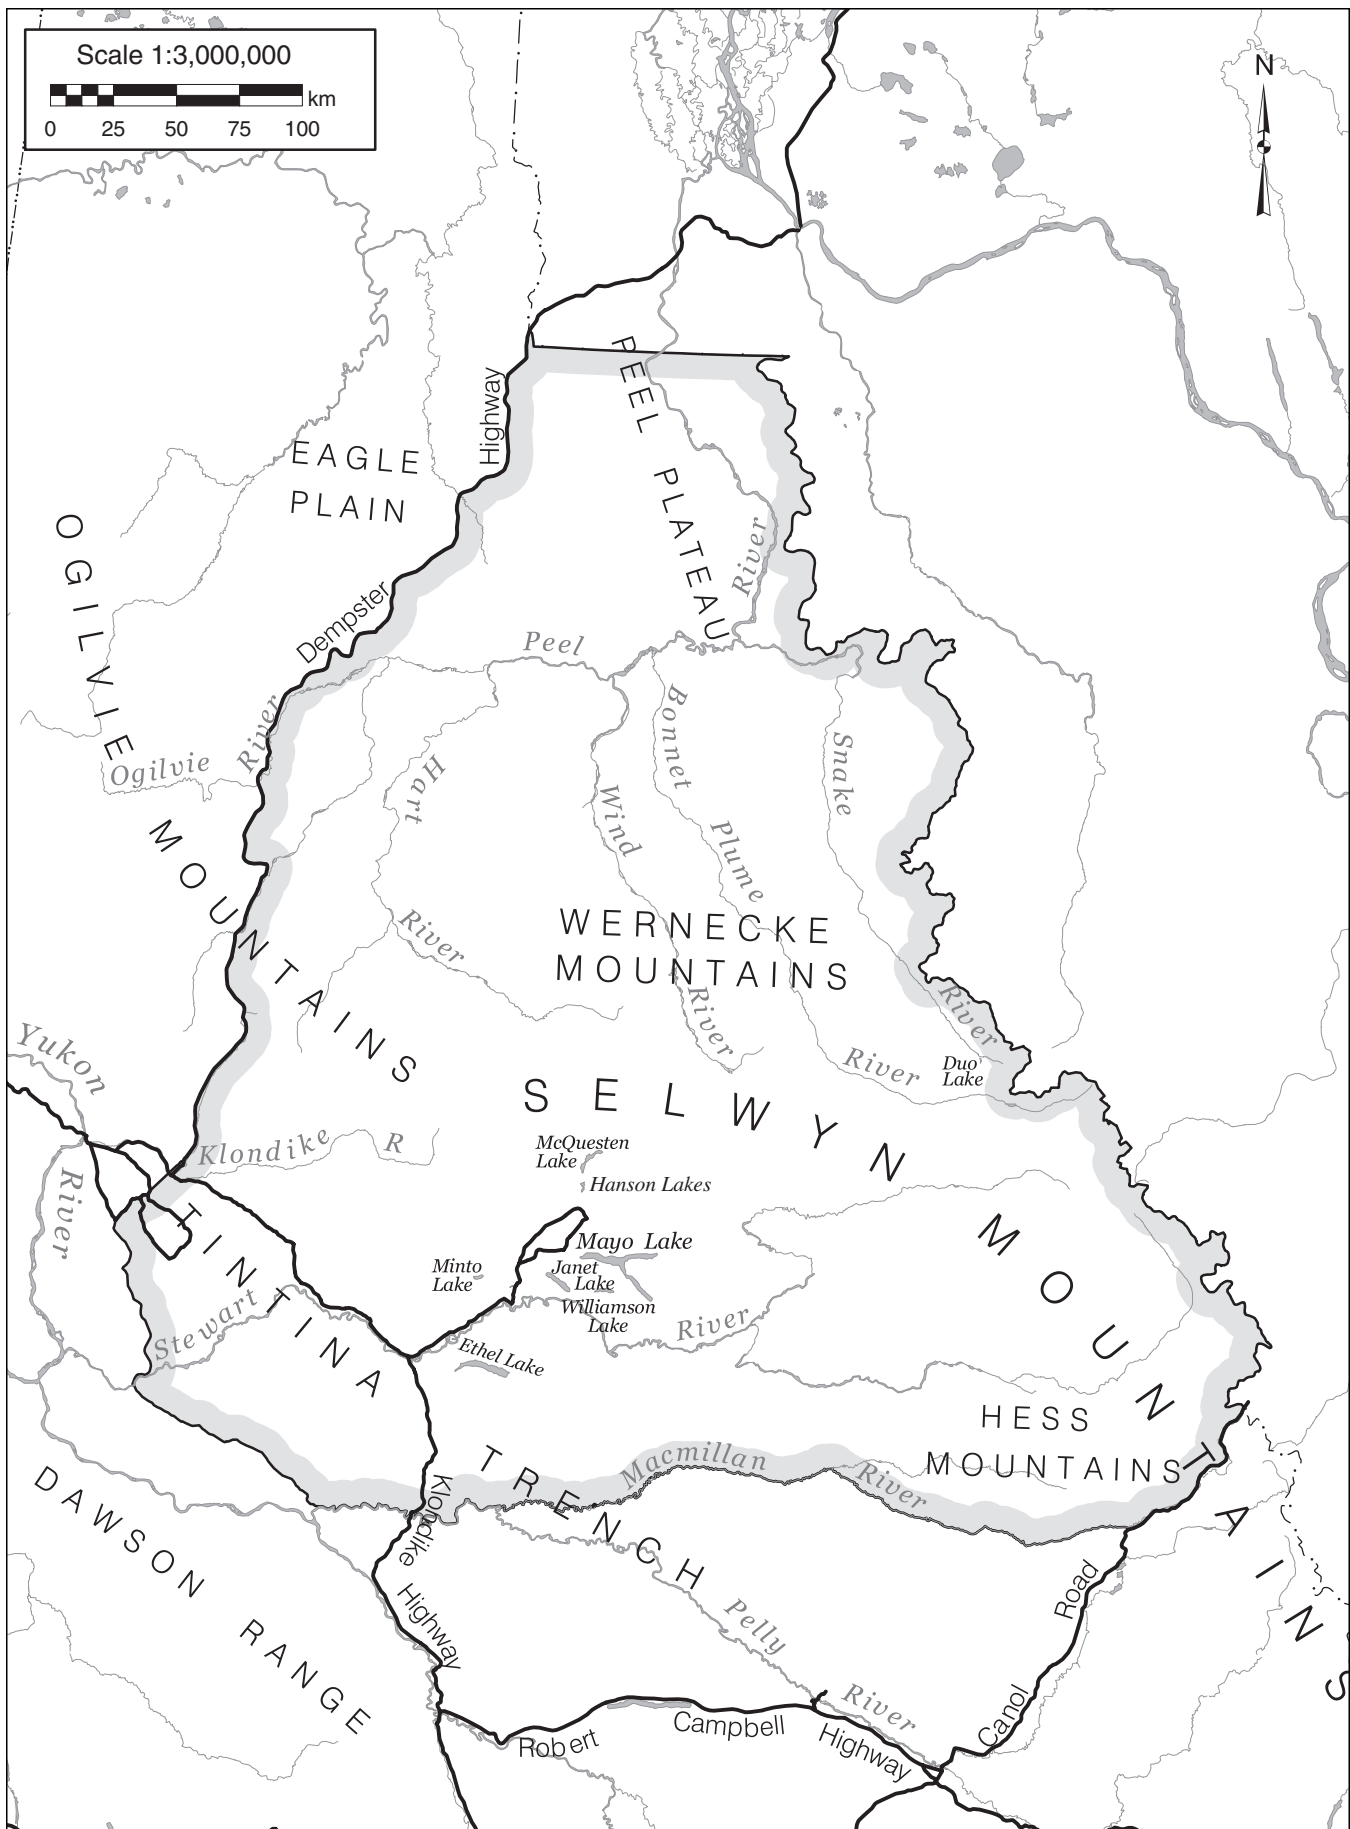 Scale 1:3,000,000
km
0 25 50 75 100
N
Highway
PEEL PLATEAU
EAGLE
PLAIN
River
Dempster
Peel
OGILVIE MOUNTAINS
Ogilvie River
Hart
River
Wind
River
Bonnet
Plume
River
Snake
River
WERNECKE
MOUNTAINS
Duo
Lake
Yukon
River
Klondike R
SELWYN MOUNTAINS
McQuesten
Lake
Hanson Lakes
Mayo Lake
Minto
Lake
Janet
Lake
Williamson
Lake
Ethel Lake
Stewart
River
TINTINA TRENCH
HESS
MOUNTAINS
Macmillan
River
DAWSON RANGE
Klondike
Highway
Pelly
River
Robert
Campbell
Highway
Canol
Road